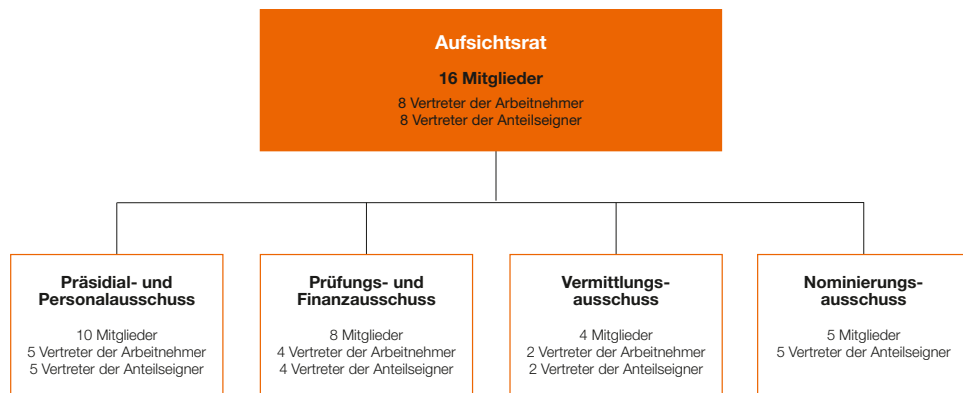 Aufsichtsrat
16 Mitglieder
8 Vertreter der Arbeitnehmer
8 Vertreter der Anteilseigner
Präsidial- und
Personalausschuss
10 Mitglieder
5 Vertreter der Arbeitnehmer
5 Vertreter der Anteilseigner
Prüfungs- und
Finanzausschuss
8 Mitglieder
4 Vertreter der Arbeitnehmer
4 Vertreter der Anteilseigner
Vermittlungs-
ausschuss
4 Mitglieder
2 Vertreter der Arbeitnehmer
2 Vertreter der Anteilseigner
Nominierungs-
ausschuss
5 Mitglieder
5 Vertreter der Anteilseigner